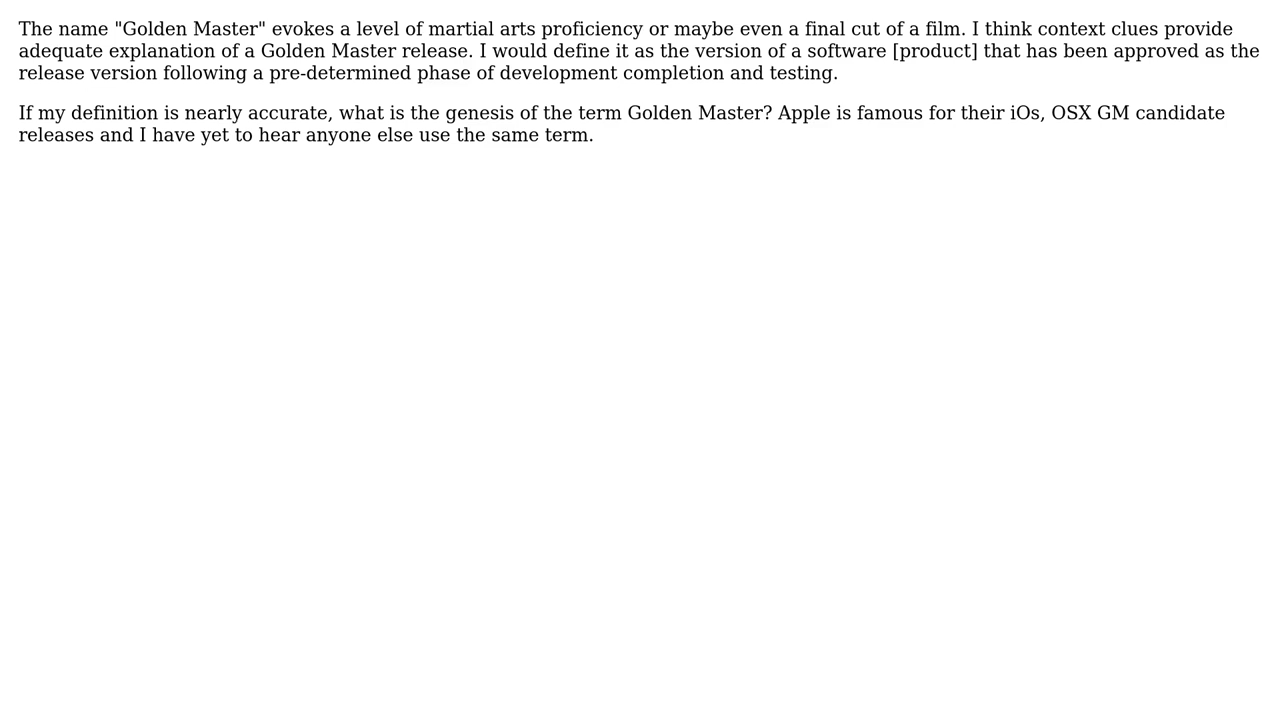 The name "Golden Master" evokes a level of martial arts proficiency or maybe even a final cut of a film. I think context clues provide
adequate explanation of a Golden Master release. I would define it as the version of a software [product] that has been approved as the
release version following a pre-determined phase of development completion and testing.
If my definition is nearly accurate, what is the genesis of the term Golden Master? Apple is famous for their iOs, OSX GM candidate
releases and I have yet to hear anyone else use the same term.